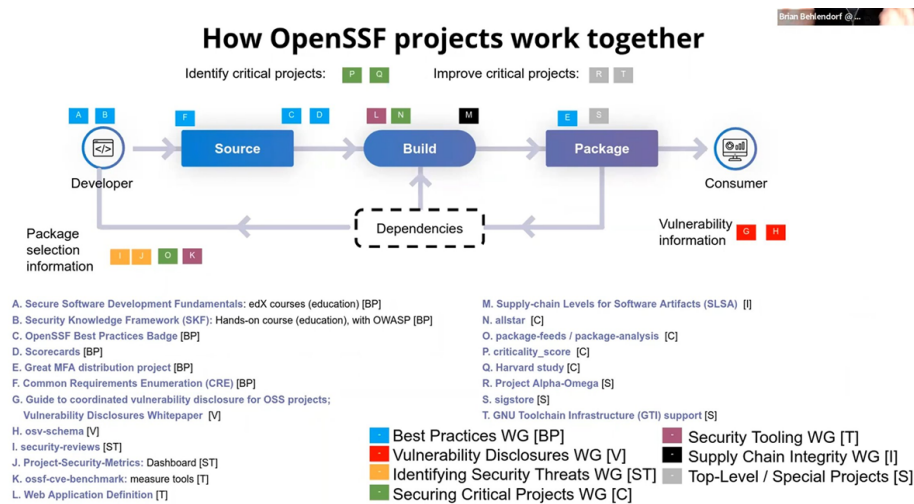 Brian Behlendorf @ ...
How OpenSSF projects work together
Identify critical projects: P Q Improve critical projects: R T
A B F C D L N M E S
Source Build Package
Developer Consumer
Dependencies
Package
selection
information I J O K
Vulnerability
information G H
A. Secure Software Development Fundamentals: edX courses (education) [BP]
B. Security Knowledge Framework (SKF): Hands-on course (education), with OWASP [BP]
C. OpenSSF Best Practices Badge [BP]
D. Scorecards [BP]
E. Great MFA distribution project [BP]
F. Common Requirements Enumeration (CRE) [BP]
G. Guide to coordinated vulnerability disclosure for OSS projects;
Vulnerability Disclosures Whitepaper [V]
H. osv-schema [V]
I. security-reviews [ST]
J. Project-Security-Metrics: Dashboard [ST]
K. ossf-cve-benchmark: measure tools [T]
L. Web Application Definition [T]
M. Supply-chain Levels for Software Artifacts (SLSA) [I]
N. allstar [C]
O. package-feeds / package-analysis [C]
P. criticality_score [C]
Q. Harvard study [C]
R. Project Alpha-Omega [S]
S. sigstore [S]
T. GNU Toolchain Infrastructure (GTI) support [S]
- Best Practices WG [BP]
- Vulnerability Disclosures WG [V]
- Identifying Security Threats WG [ST]
- Securing Critical Projects WG [C]
- Security Tooling WG [T]
- Supply Chain Integrity WG [I]
- Top-Level / Special Projects [S]